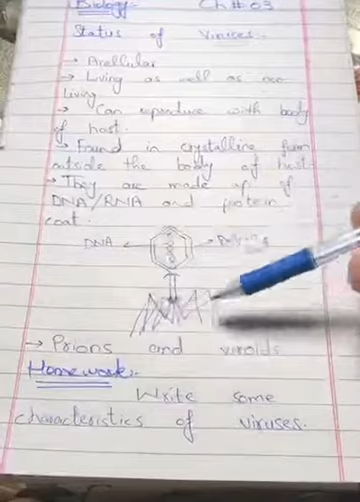 Biology Ch # 03
Status of Viruses.
→ Acellular
→ Living as well as non
Living
→ Can reproduce with body
of host.
→ Found in crystalline form
outside the body of host.
→ They are made up of
DNA/RNA and protein
coat.
DNA
→ Prions and viroids
Homework:-
Write some
characteristics of viruses.